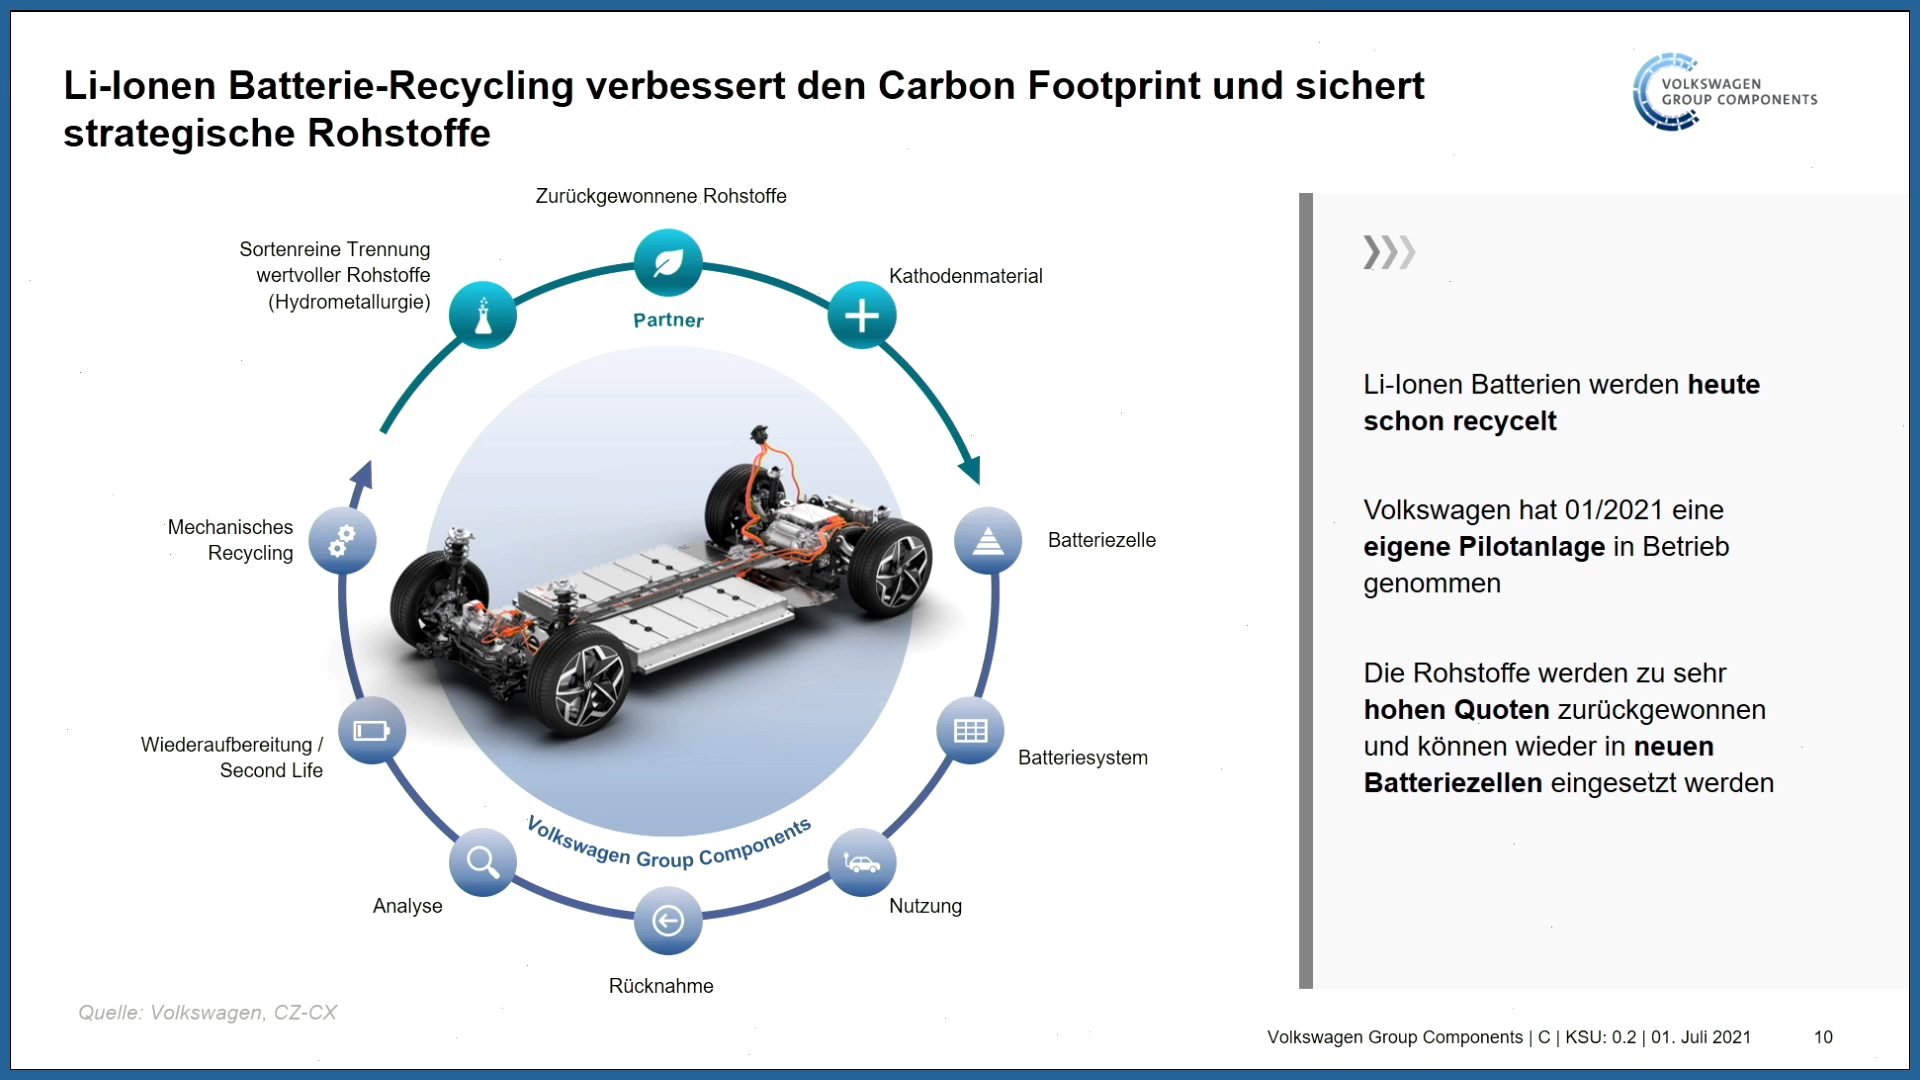 Li-Ionen Batterie-Recycling verbessert den Carbon Footprint und sichert
strategische Rohstoffe
VOLKSWAGEN
GROUP COMPONENTS
Zurückgewonnene Rohstoffe
Sortenreine Trennung
wertvoller Rohstoffe
(Hydrometallurgie)
Kathodenmaterial
Partner
Mechanisches
Recycling
Batteriezelle
Wiederaufbereitung /
Second Life
Batteriesystem
Volkswagen Group Components
Analyse
Nutzung
Rücknahme
Li-Ionen Batterien werden heute
schon recycelt
Volkswagen hat 01/2021 eine
eigene Pilotanlage in Betrieb
genommen
Die Rohstoffe werden zu sehr
hohen Quoten zurückgewonnen
und können wieder in neuen
Batteriezellen eingesetzt werden
Quelle: Volkswagen, CZ-CX
Volkswagen Group Components | C | KSU: 0.2 | 01. Juli 2021 10